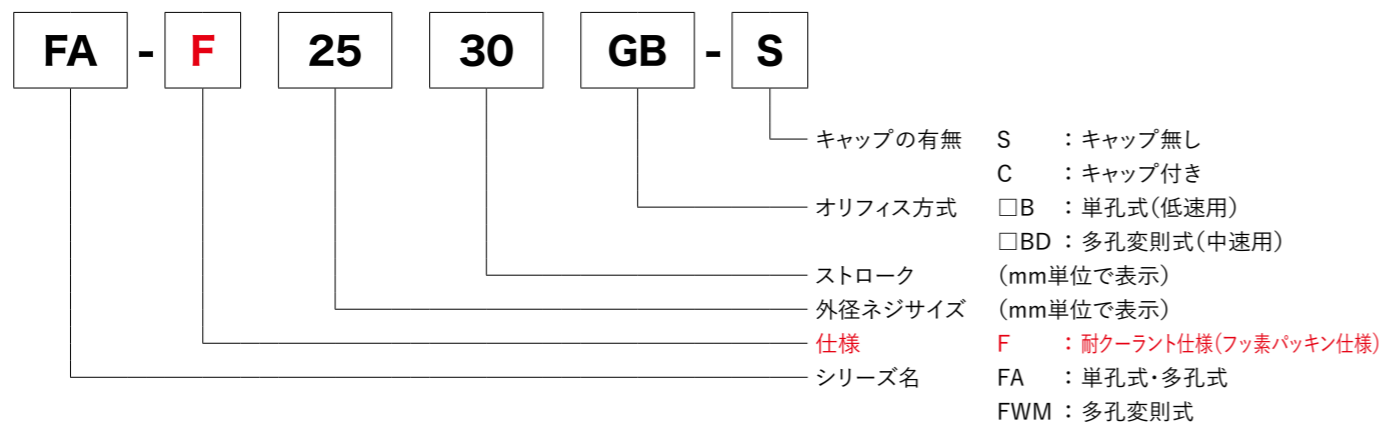 FA - F 25 30 GB - S
キャップの有無 S ：キャップ無し
C ：キャップ付き
オリフィス方式 □B ：単孔式（低速用）
□BD ：多孔変則式（中速用）
ストローク （mm単位で表示）
外径ネジサイズ （mm単位で表示）
仕様 F ：耐クーラント仕様（フッ素パッキン仕様）
シリーズ名 FA ：単孔式・多孔式
FWM ：多孔変則式